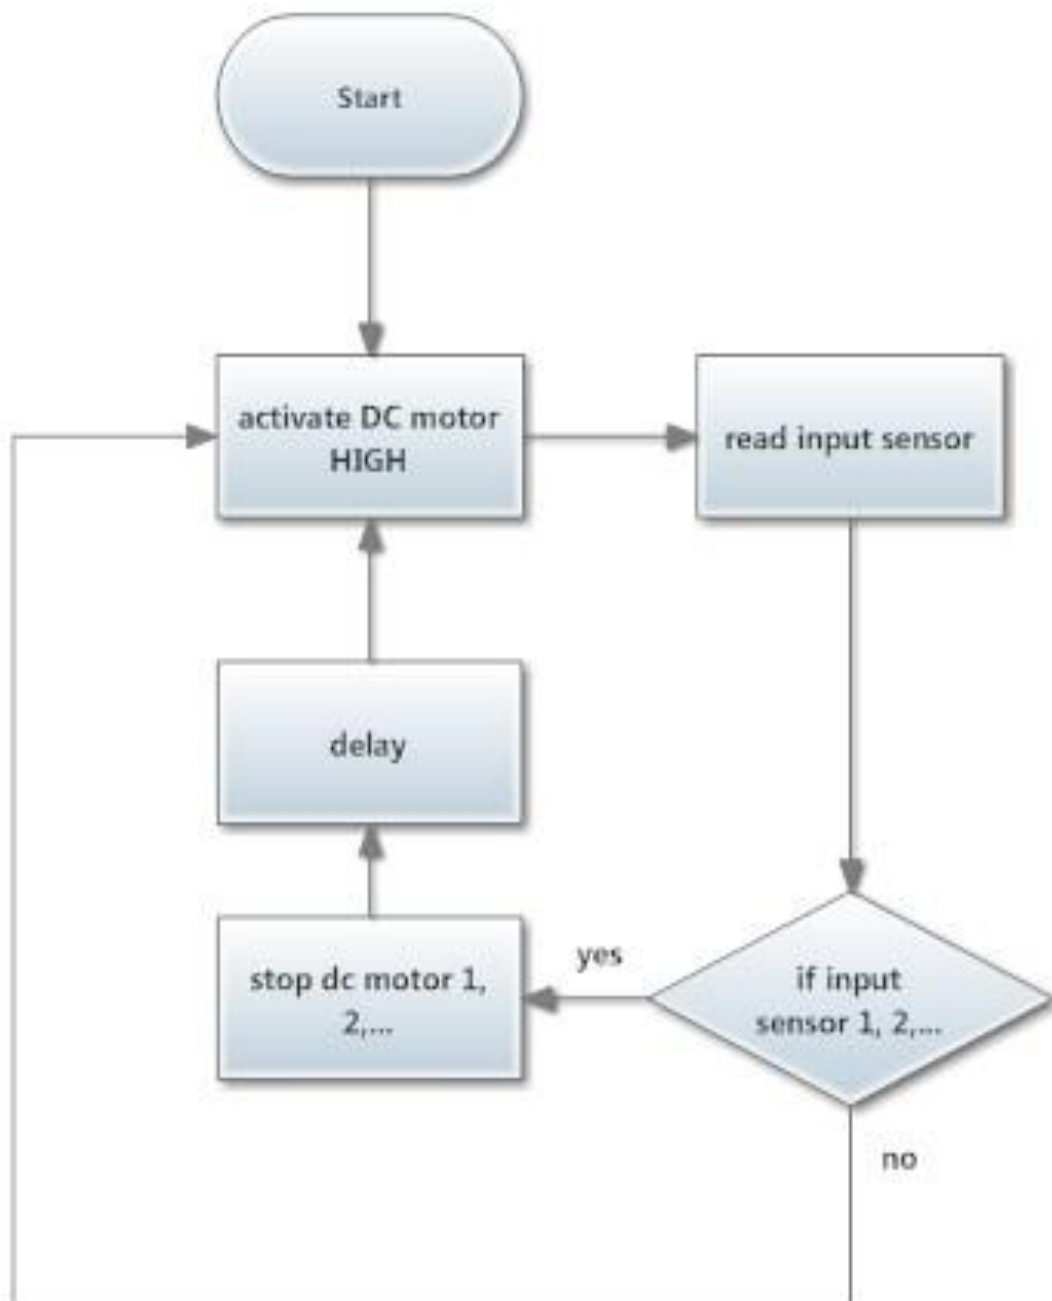 Start
activate DC motor
HIGH
read input sensor
delay
stop dc motor 1,
2,...
yes
if input
sensor 1, 2,...
no